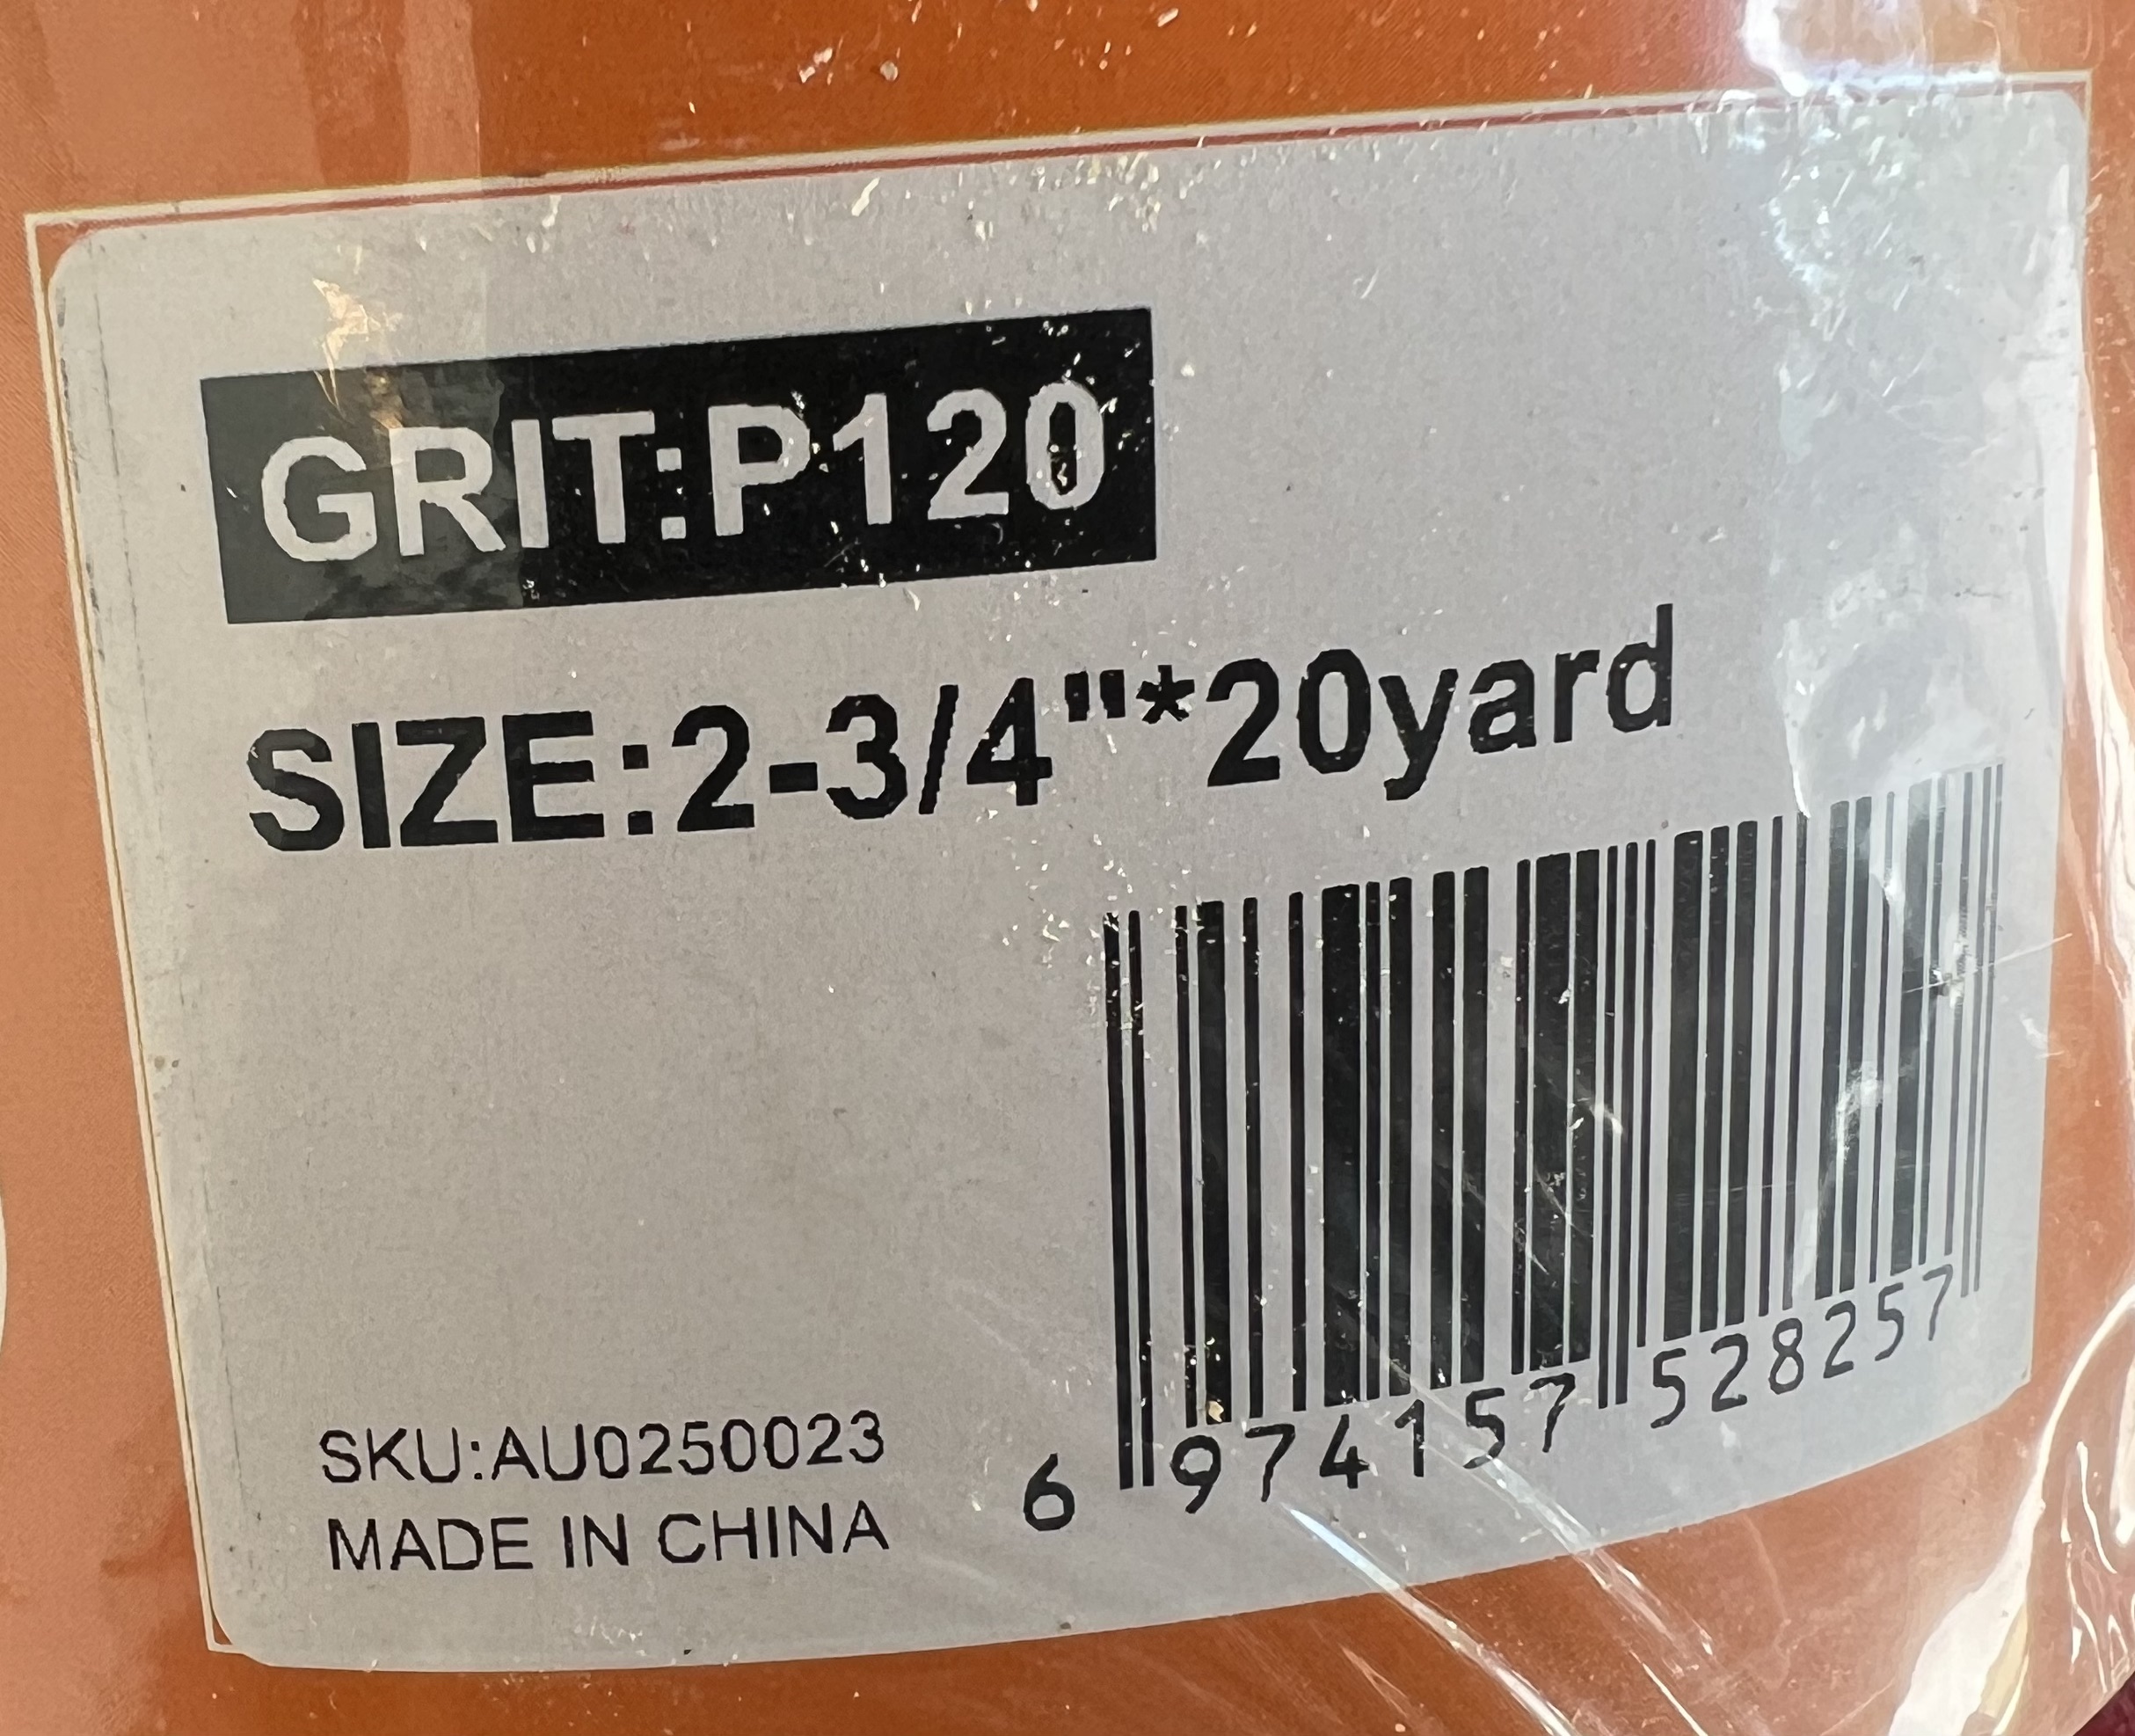 GRIT:P120
SIZE:2-3/4"*20yard
SKU:AU0250023
MADE IN CHINA
6 974157 528257